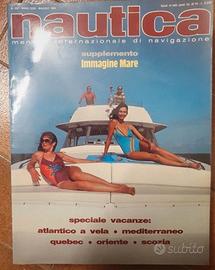 nautica
mensile internazionale di navigazione
supplemento
Immagine Mare
speciale vacanze:
atlantico a vela • mediterraneo
quebec • oriente • scozia
subito